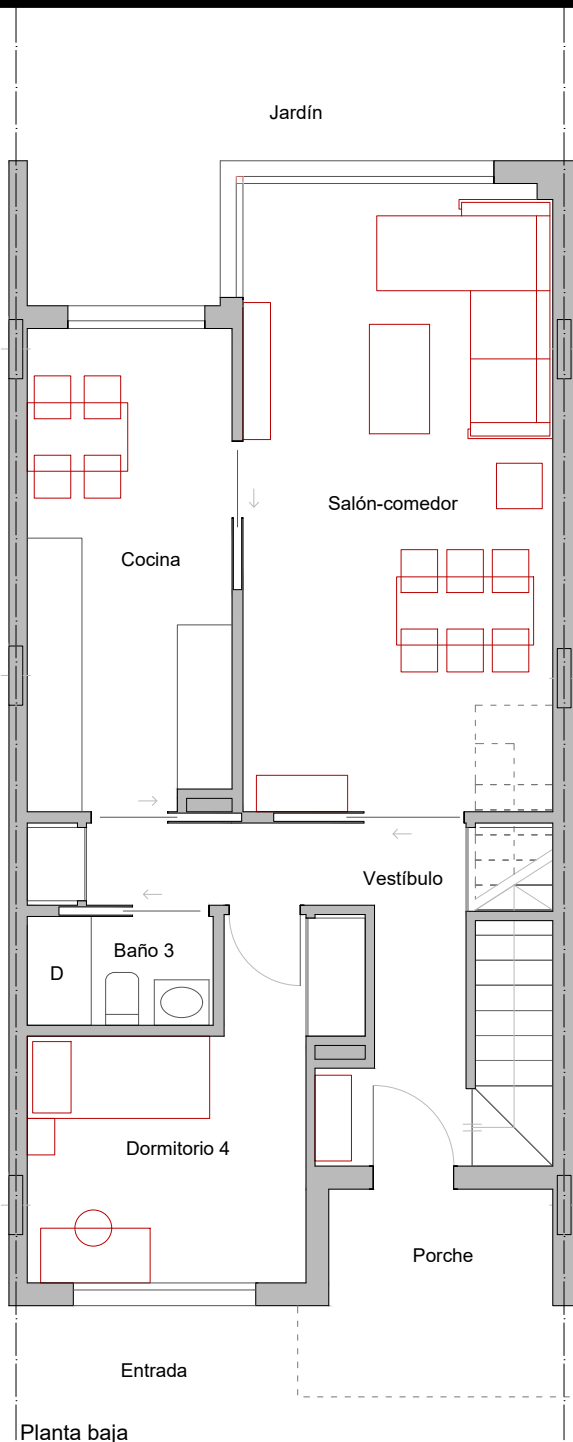 Jardín
Salón-comedor
Cocina
Vestíbulo
Baño 3
D
Dormitorio 4
Porche
Entrada
Planta baja